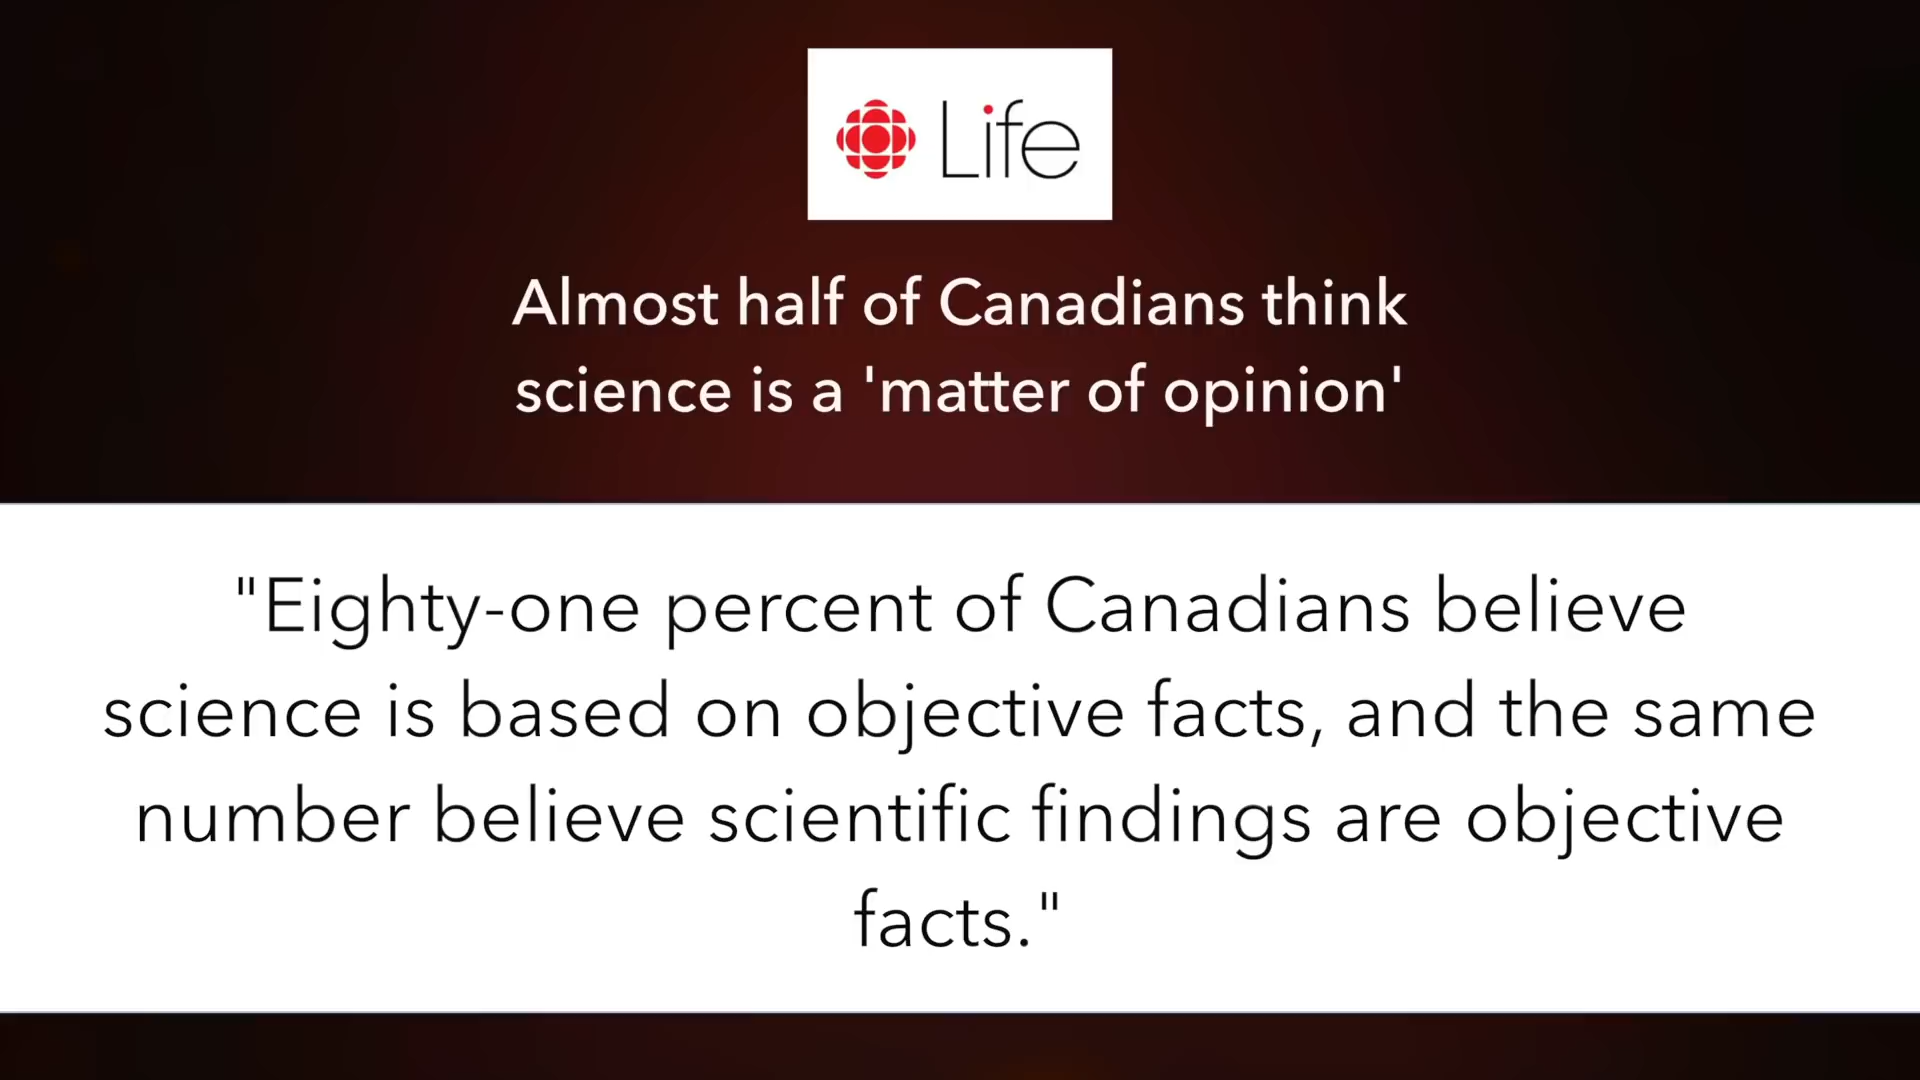 Life
Almost half of Canadians think
science is a 'matter of opinion'
"Eighty-one percent of Canadians believe
science is based on objective facts, and the same
number believe scientific findings are objective
facts."